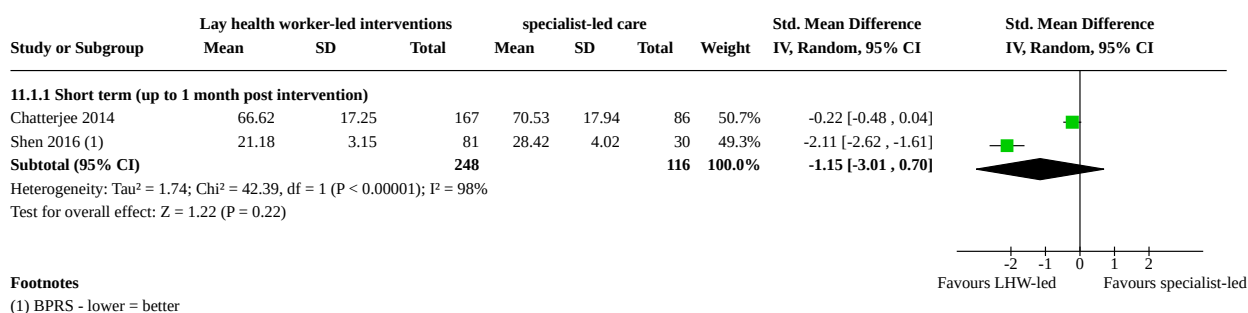 Lay health worker-led interventions specialist-led care Std. Mean Difference Std. Mean Difference
Study or Subgroup Mean SD Total Mean SD Total Weight IV, Random, 95% CI IV, Random, 95% CI
11.1.1 Short term (up to 1 month post intervention)
Chatterjee 2014 66.62 17.25 167 70.53 17.94 86 50.7% -0.22 [-0.48 , 0.04]
Shen 2016 (1) 21.18 3.15 81 28.42 4.02 30 49.3% -2.11 [-2.62 , -1.61]
Subtotal (95% CI) 248 116 100.0% -1.15 [-3.01 , 0.70]
Heterogeneity: Tau² = 1.74; Chi² = 42.39, df = 1 (P < 0.00001); I² = 98%
Test for overall effect: Z = 1.22 (P = 0.22)
-2 -1 0 1 2
Footnotes Favours LHW-led Favours specialist-led
(1) BPRS - lower = better